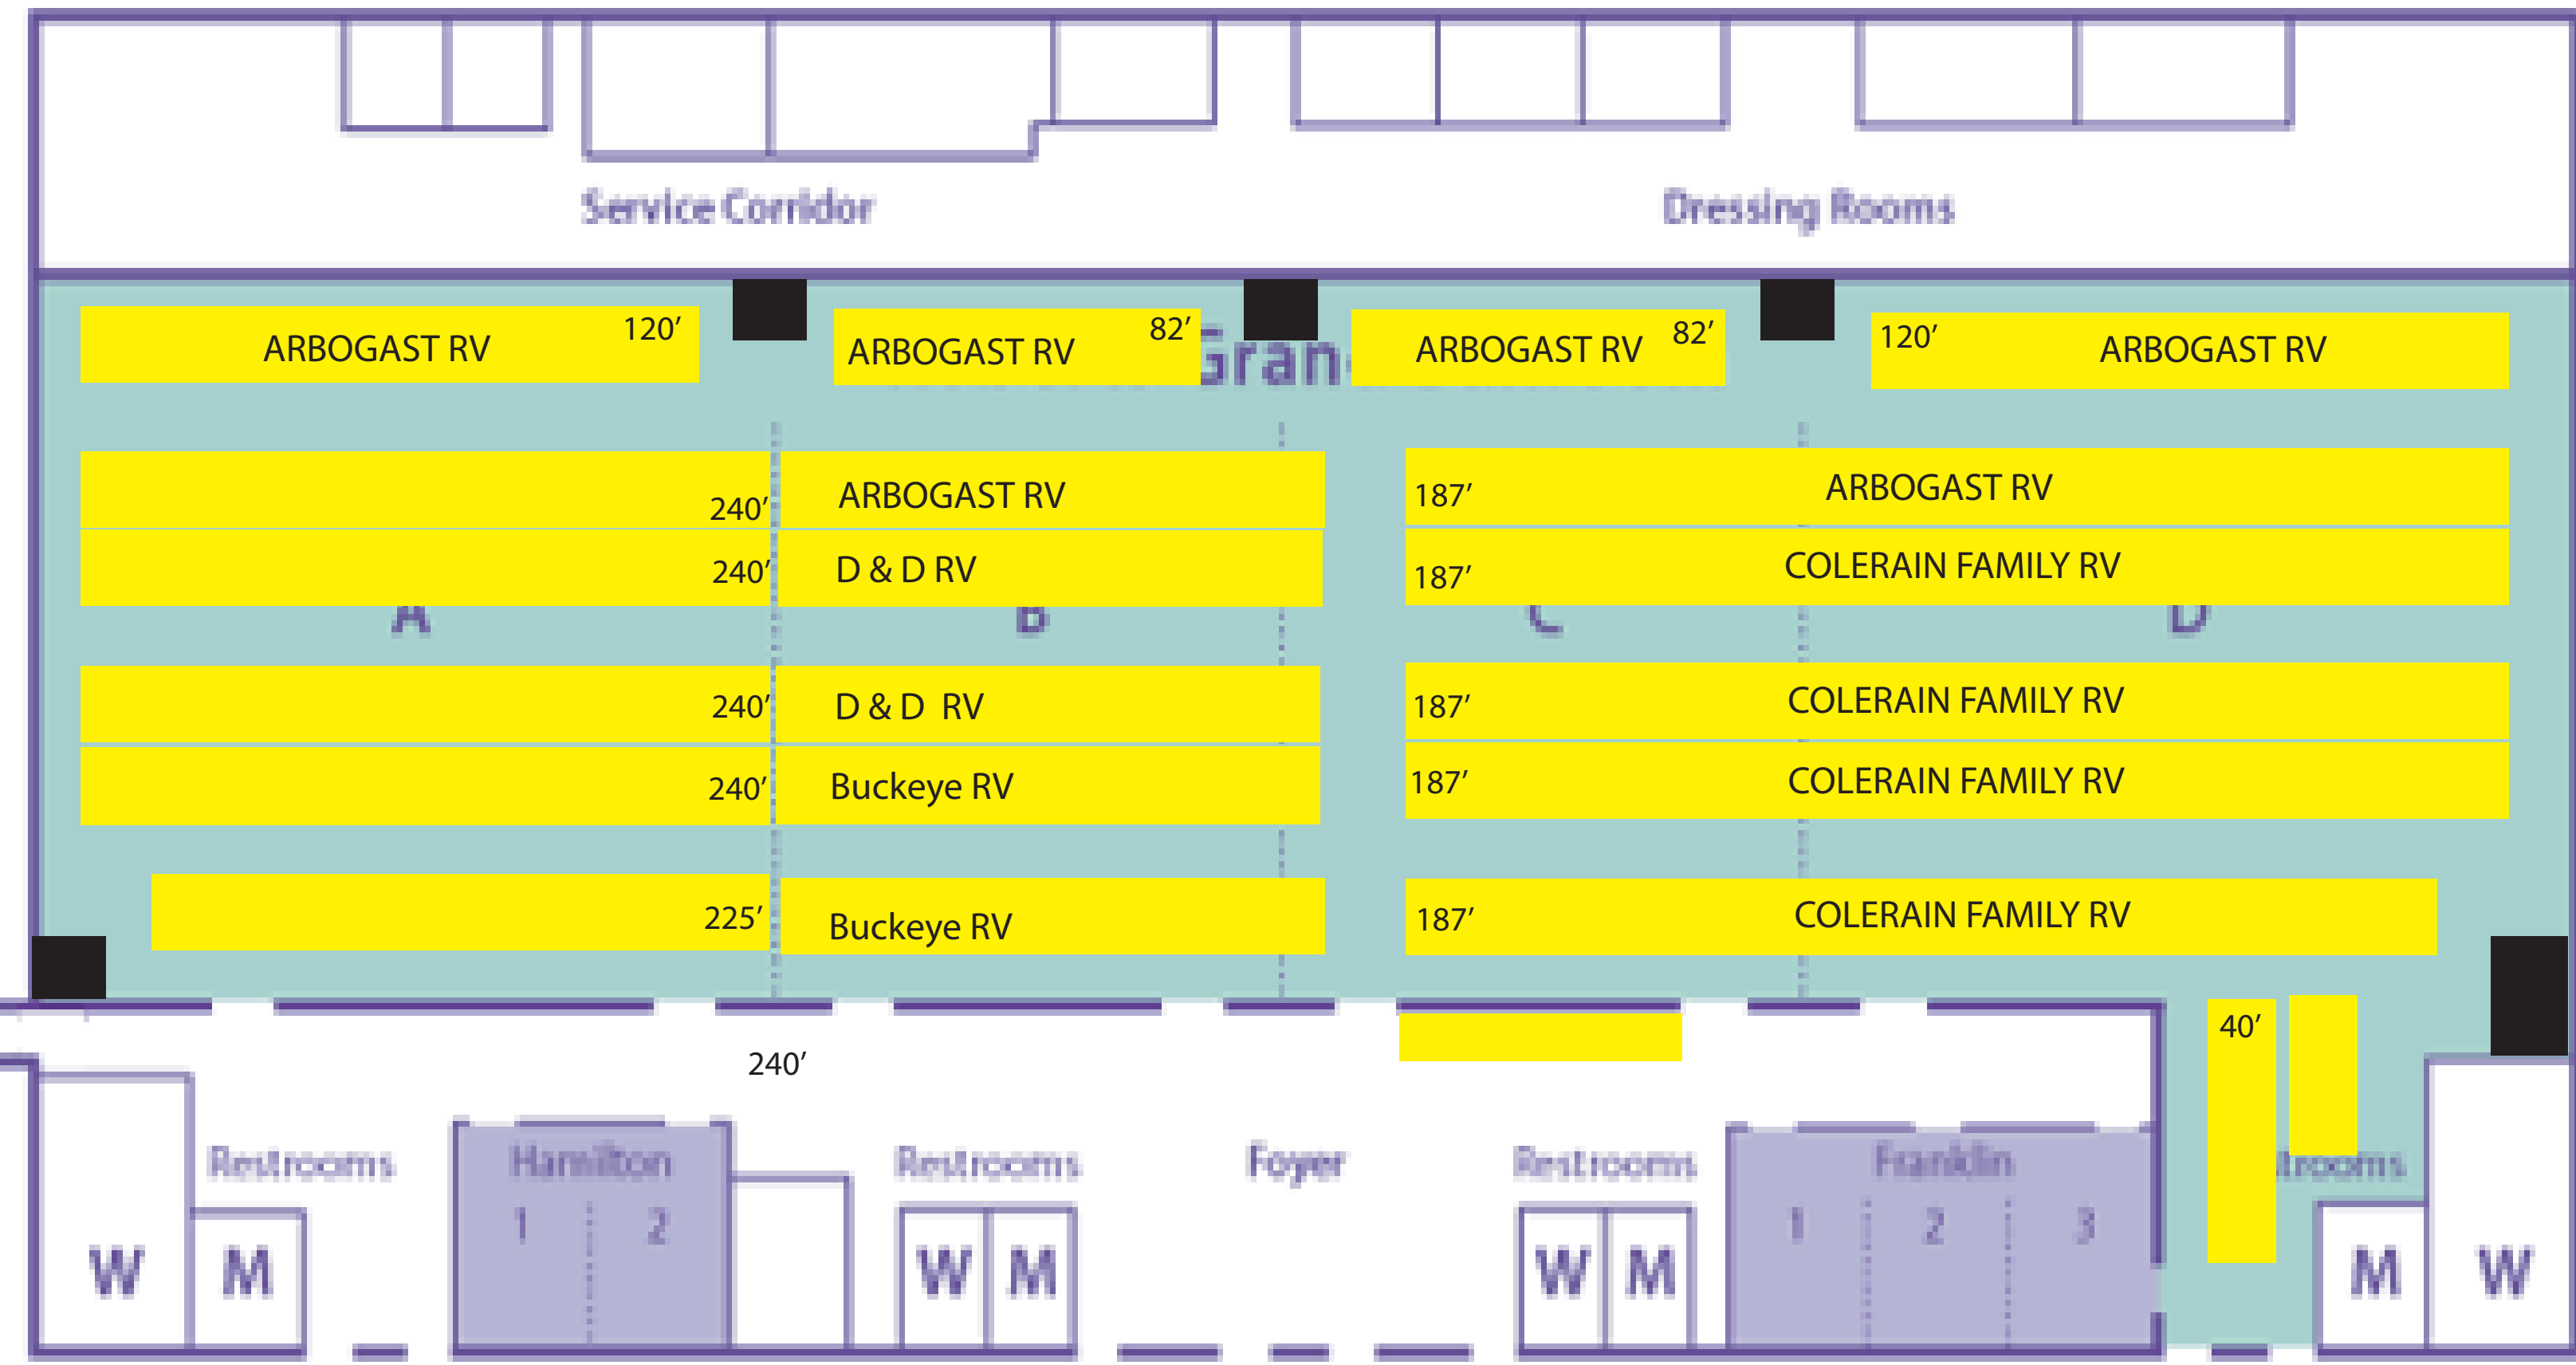 Service Corridor
Dressing Rooms
ARBOGAST RV 120′
ARBOGAST RV 82′
ARBOGAST RV 82′
120′ ARBOGAST RV
240′ ARBOGAST RV
187′ ARBOGAST RV
240′ D & D RV
187′ COLERAIN FAMILY RV
A
B
C
D
240′ D & D RV
187′ COLERAIN FAMILY RV
240′ Buckeye RV
187′ COLERAIN FAMILY RV
225′ Buckeye RV
187′ COLERAIN FAMILY RV
40′
240′
Restrooms
Hamilton
Restrooms
Foyer
Restrooms
Franklin
1 2
1 2 3
W M
W M
W M
M W